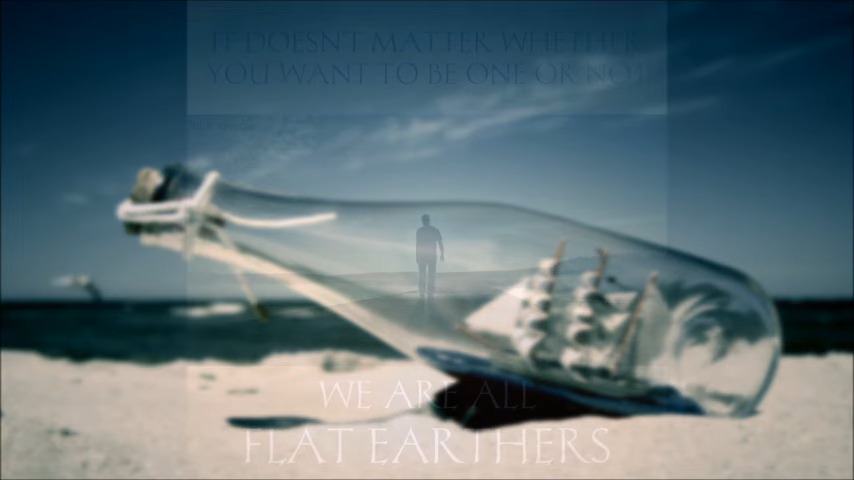 IT DOESN'T MATTER WHETHER
YOU WANT TO BE ONE OR NOT
WE ARE ALL
FLAT EARTHERS